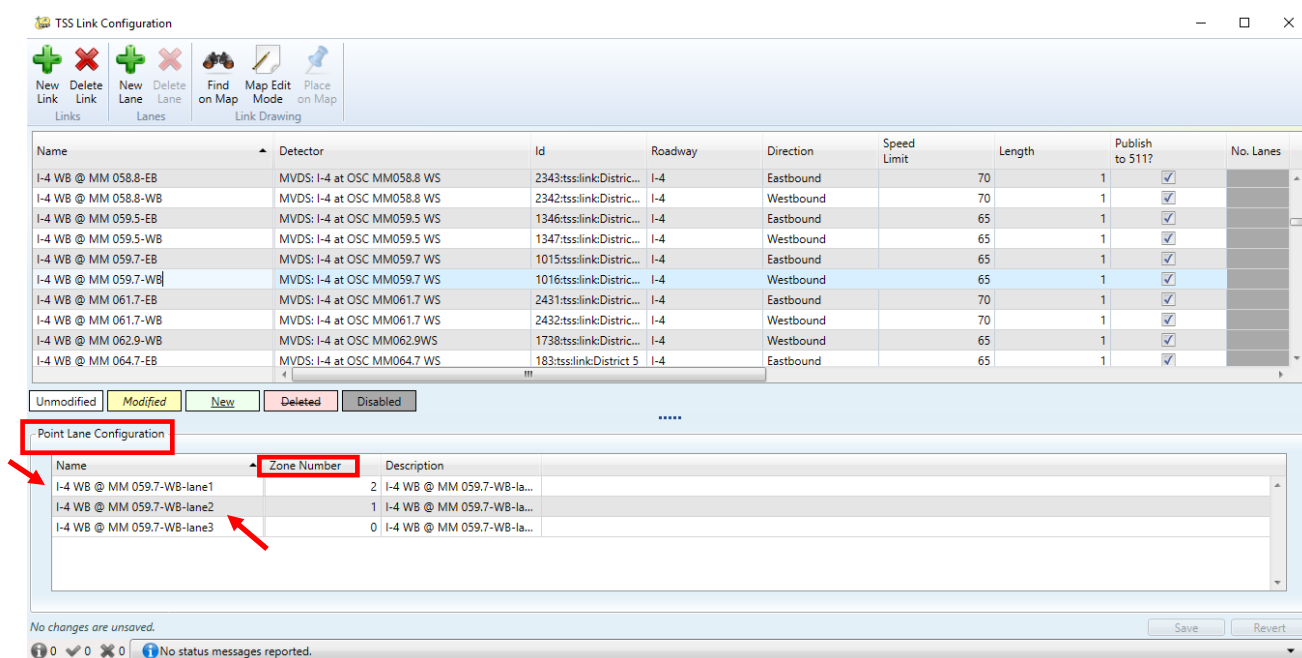 TSS Link Configuration
New Link Delete Link New Lane Delete Lane Find on Map Map Edit Mode Place on Map
Links Lanes Link Drawing
Name Detector Id Roadway Direction Speed Limit Length Publish to 511? No. Lanes
I-4 WB @ MM 058.8-EB MVDS: I-4 at OSC MM058.8 WS 2343:tss:link:Distric... I-4 Eastbound 70 1
I-4 WB @ MM 058.8-WB MVDS: I-4 at OSC MM058.8 WS 2342:tss:link:Distric... I-4 Westbound 70 1
I-4 WB @ MM 059.5-EB MVDS: I-4 at OSC MM059.5 WS 1346:tss:link:Distric... I-4 Eastbound 65 1
I-4 WB @ MM 059.5-WB MVDS: I-4 at OSC MM059.5 WS 1347:tss:link:Distric... I-4 Westbound 65 1
I-4 WB @ MM 059.7-EB MVDS: I-4 at OSC MM059.7 WS 1015:tss:link:Distric... I-4 Eastbound 65 1
I-4 WB @ MM 059.7-WB MVDS: I-4 at OSC MM059.7 WS 1016:tss:link:Distric... I-4 Westbound 65 1
I-4 WB @ MM 061.7-EB MVDS: I-4 at OSC MM061.7 WS 2431:tss:link:Distric... I-4 Eastbound 70 1
I-4 WB @ MM 061.7-WB MVDS: I-4 at OSC MM061.7 WS 2432:tss:link:Distric... I-4 Westbound 70 1
I-4 WB @ MM 062.9-WB MVDS: I-4 at OSC MM062.9WS 1738:tss:link:Distric... I-4 Westbound 65 1
I-4 WB @ MM 064.7-EB MVDS: I-4 at OSC MM064.7 WS 183:tss:link:District 5 I-4 Eastbound 65 1
Unmodified Modified New Deleted Disabled
Point Lane Configuration
Name Zone Number Description
I-4 WB @ MM 059.7-WB-lane1 2 I-4 WB @ MM 059.7-WB-la...
I-4 WB @ MM 059.7-WB-lane2 1 I-4 WB @ MM 059.7-WB-la...
I-4 WB @ MM 059.7-WB-lane3 0 I-4 WB @ MM 059.7-WB-la...
No changes are unsaved. Save Revert
0 0 0 No status messages reported.